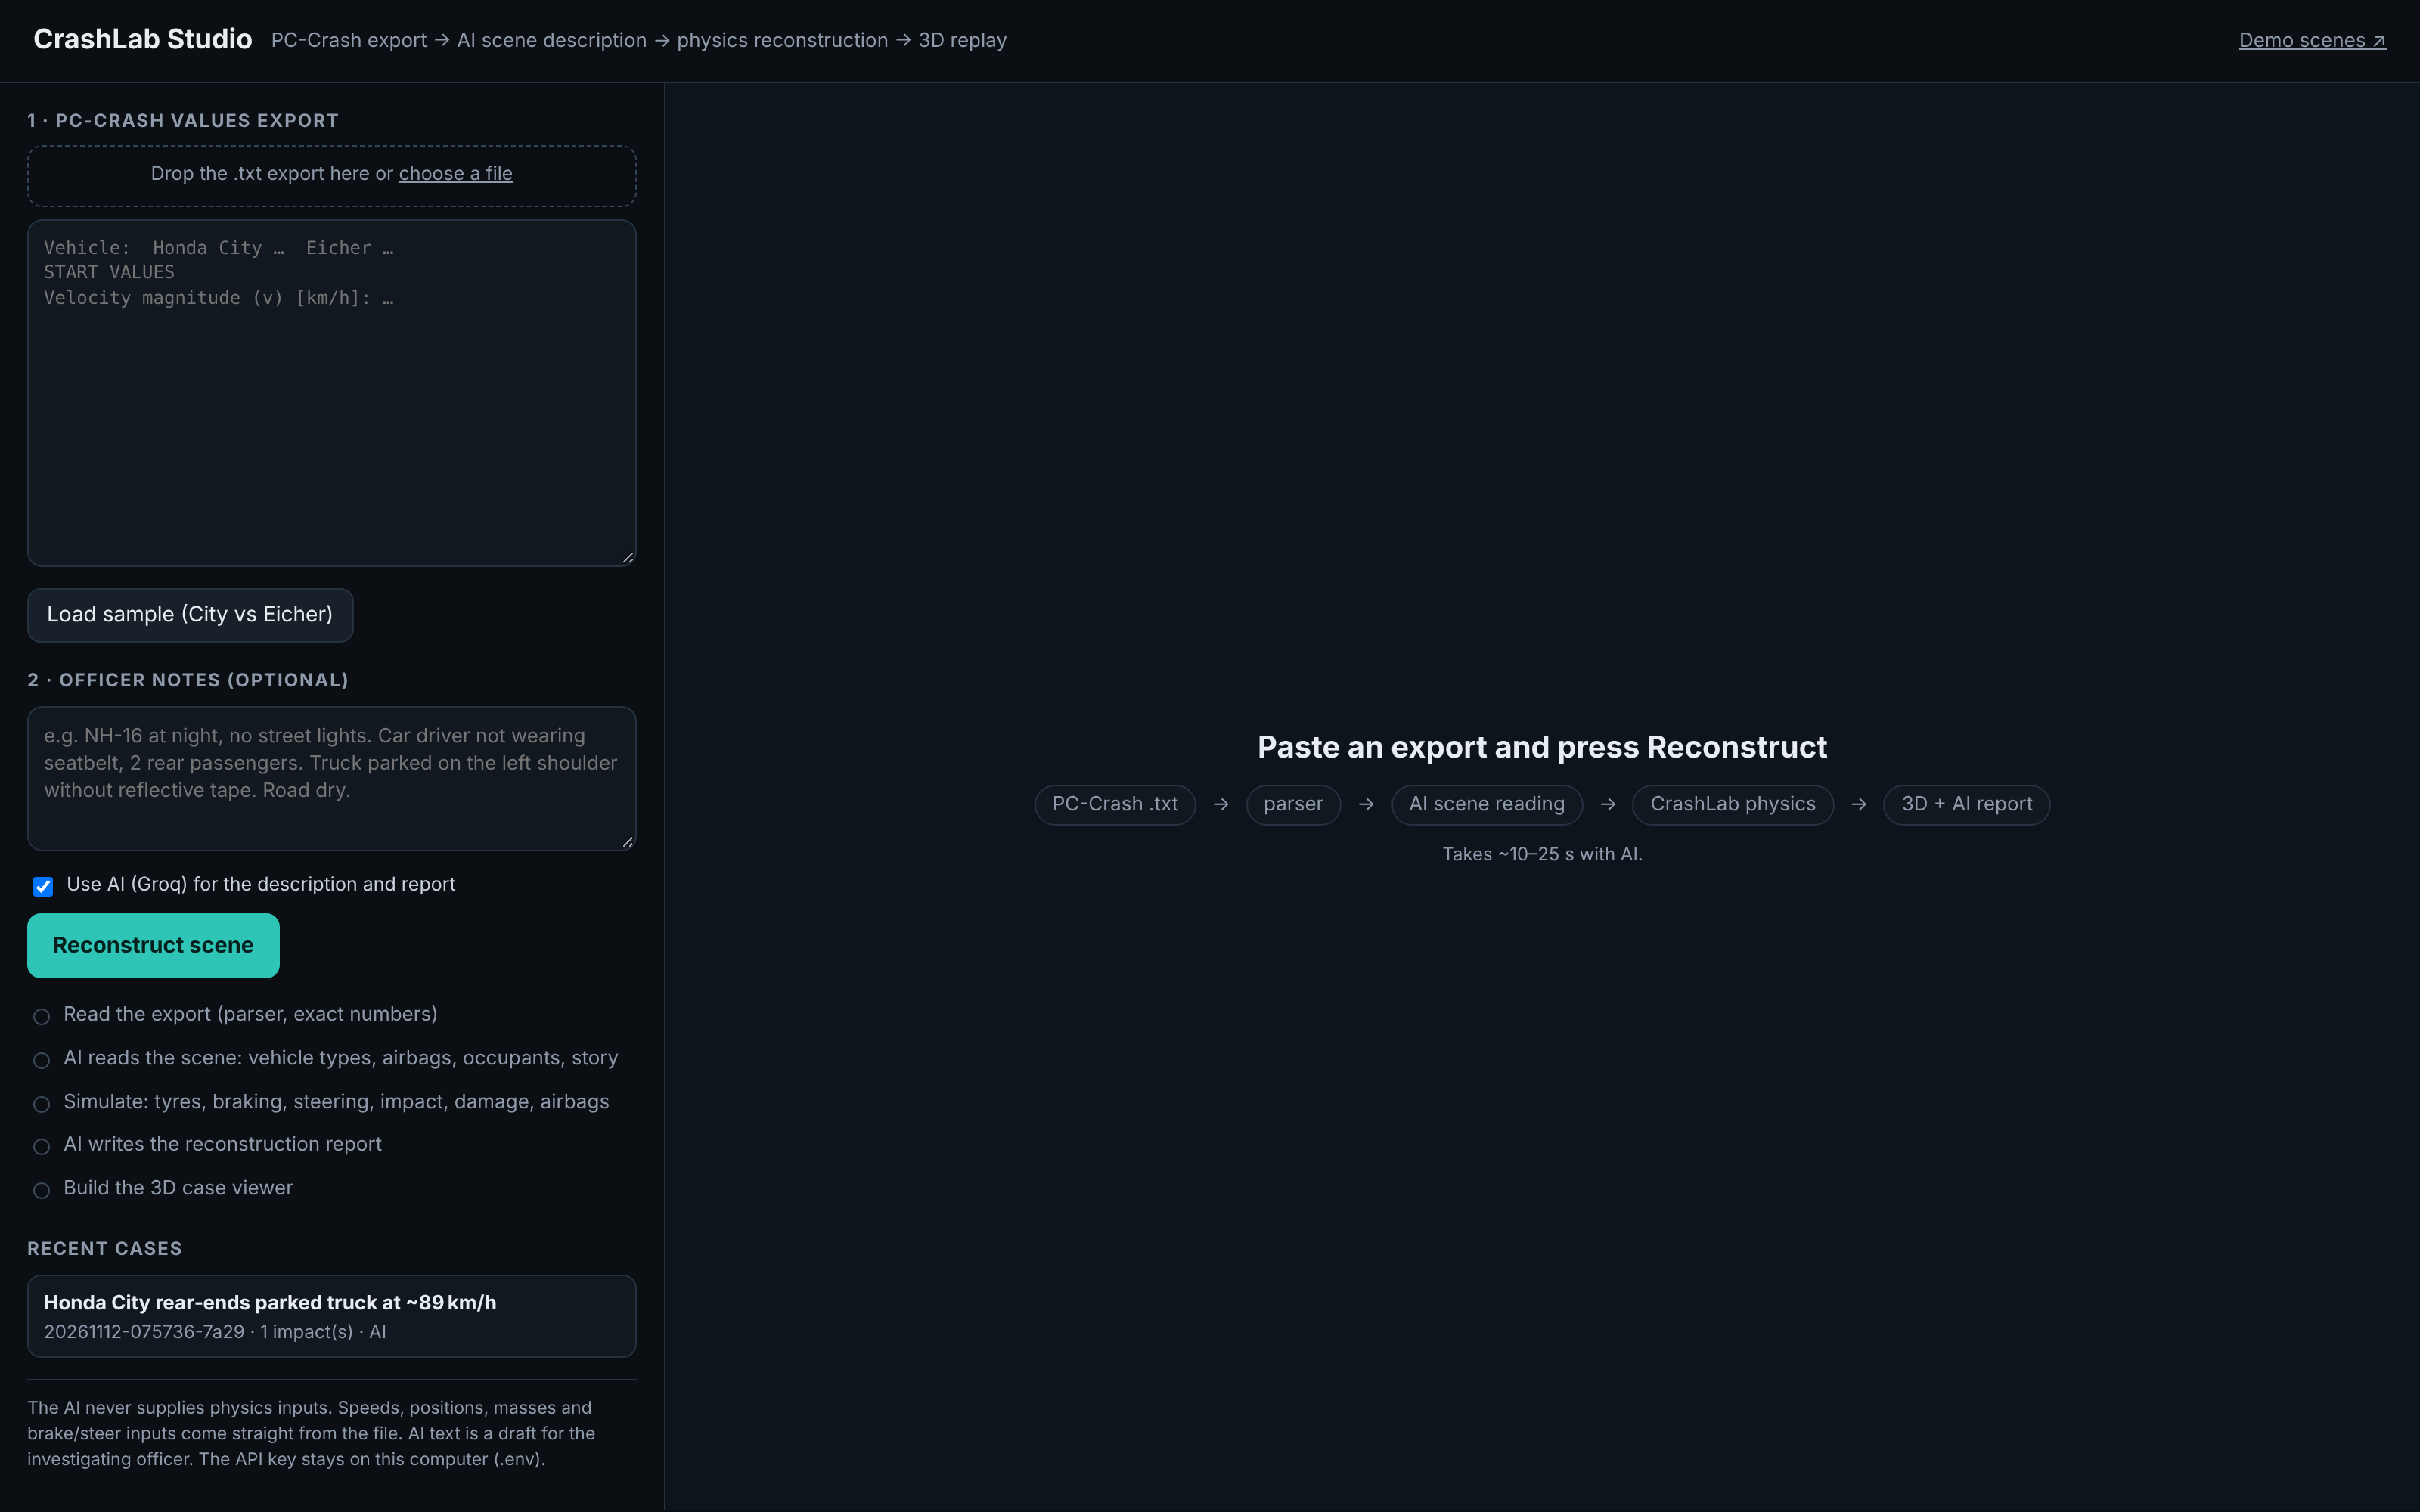 CrashLab Studio PC-Crash export → AI scene description → physics reconstruction → 3D replay Demo scenes ↗
1 · PC-CRASH VALUES EXPORT
Drop the .txt export here or choose a file
Vehicle:  Honda City …  Eicher …
START VALUES
Velocity magnitude (v) [km/h]: …
Load sample (City vs Eicher)
2 · OFFICER NOTES (OPTIONAL)
e.g. NH-16 at night, no street lights. Car driver not wearing
seatbelt, 2 rear passengers. Truck parked on the left shoulder
without reflective tape. Road dry.
Use AI (Groq) for the description and report
Reconstruct scene
Read the export (parser, exact numbers)
AI reads the scene: vehicle types, airbags, occupants, story
Simulate: tyres, braking, steering, impact, damage, airbags
AI writes the reconstruction report
Build the 3D case viewer
RECENT CASES
Honda City rear-ends parked truck at ~89 km/h
20261112-075736-7a29 · 1 impact(s) · AI
The AI never supplies physics inputs. Speeds, positions, masses and
brake/steer inputs come straight from the file. AI text is a draft for the
investigating officer. The API key stays on this computer (.env).
Paste an export and press Reconstruct
PC-Crash .txt → parser → AI scene reading → CrashLab physics → 3D + AI report
Takes ~10–25 s with AI.